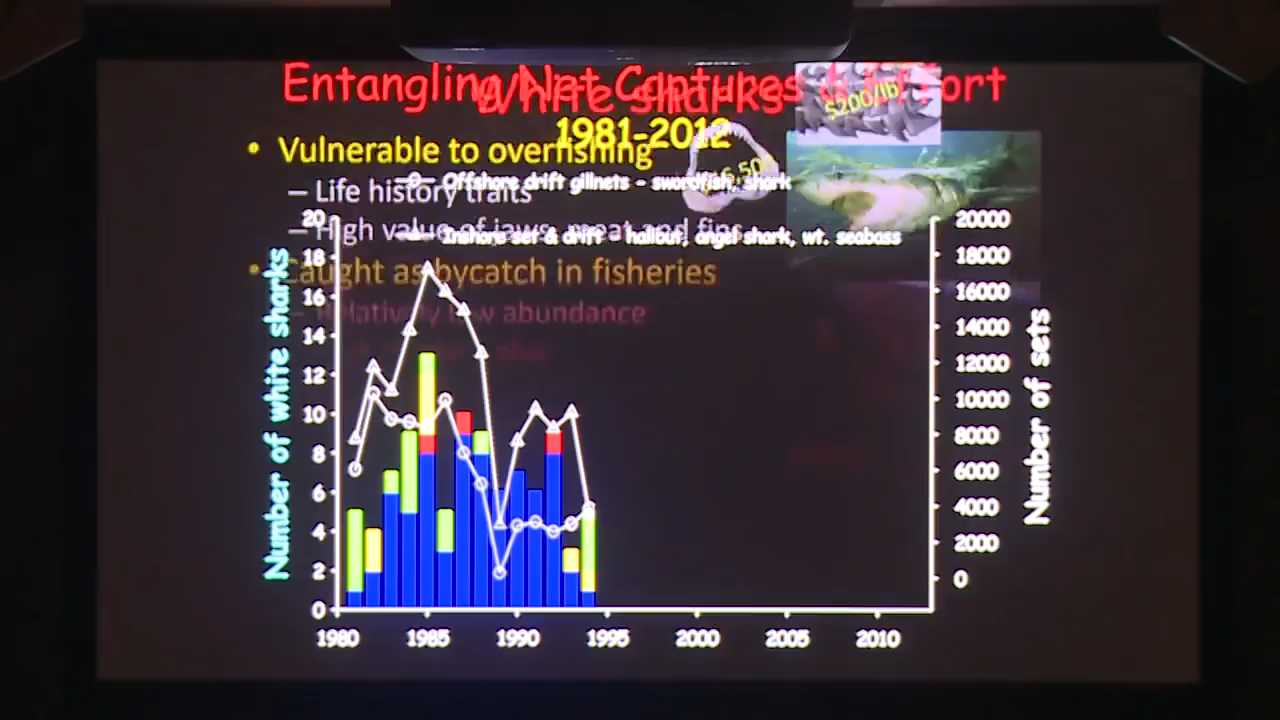 Entangling Net Captures & Effort
White sharks
$200/lb
1981-2012
• Vulnerable to overfishing
Offshore drift gillnets - swordfish, shark
– Life history traits
– High value of jaws, meat and fins
Inshore set & drift - halibut, angel shark, wt. seabass
• Caught as bycatch in fisheries
– Relatively low abundance
Number of white sharks
20
18
16
14
12
10
8
6
4
2
0
1980 1985 1990 1995 2000 2005 2010
20000
18000
16000
14000
12000
10000
8000
6000
4000
2000
0
Number of sets